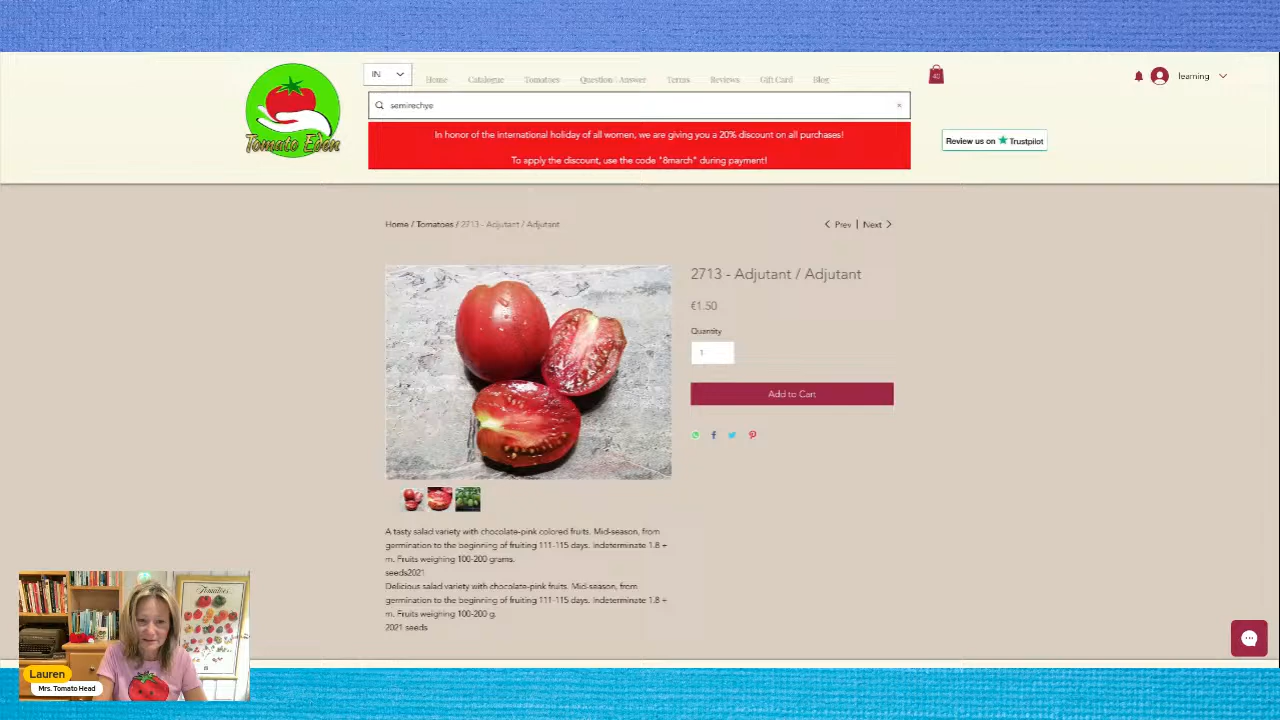 IN
Home Catalogue Tomatoes Question | Answer Terms Reviews Gift Card Blog
40
learning
semirechye
×
Tomato Eden
In honor of the international holiday of all women, we are giving you a 20% discount on all purchases!
To apply the discount, use the code "8march" during payment!
Review us on Trustpilot
Home / Tomatoes / 2713 - Adjutant / Adjutant
Prev | Next
2713 - Adjutant / Adjutant
€1.50
Quantity
1
Add to Cart
A tasty salad variety with chocolate-pink colored fruits. Mid-season, from
germination to the beginning of fruiting 111-115 days. Indeterminate 1.8 +
m. Fruits weighing 100-200 grams.
seeds2021
Delicious salad variety with chocolate-pink fruits. Mid-season, from
germination to the beginning of fruiting 111-115 days. Indeterminate 1.8 +
m. Fruits weighing 100-200 g.
2021 seeds
Tomatoes
Lauren
Mrs. Tomato Head